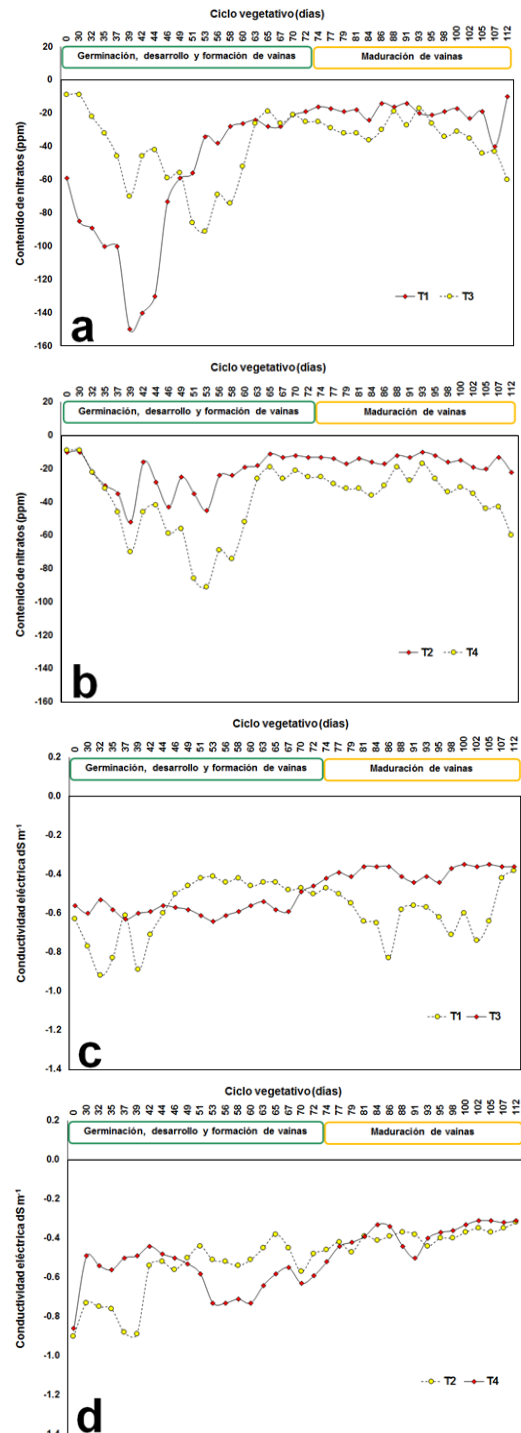 Ciclo vegetativo (días)
0 30 32 35 37 39 42 44 46 49 51 53 56 58 60 63 65 67 70 72 74 77 79 81 84 86 88 91 93 95 98 100 102 105 107 112
Germinación, desarrollo y formación de vainas
Maduración de vainas
Contenido de nitratos (ppm)
20
0
-20
-40
-60
-80
-100
-120
-140
-160
T1
T3
a
Ciclo vegetativo (días)
0 30 32 35 37 39 42 44 46 49 51 53 56 58 60 63 65 67 70 72 74 77 79 81 84 86 88 91 93 95 98 100 102 105 107 112
Germinación, desarrollo y formación de vainas
Maduración de vainas
Contenido de nitratos (ppm)
20
0
-20
-40
-60
-80
-100
-120
-140
-160
T2
T4
b
Ciclo vegetativo (días)
0 30 32 35 37 39 42 44 46 49 51 53 56 58 60 63 65 67 70 72 74 77 79 81 84 86 88 91 93 95 98 100 102 105 107 112
Germinación, desarrollo y formación de vainas
Maduración de vainas
Conductividad eléctrica dS m-1
0.2
0.0
-0.2
-0.4
-0.6
-0.8
-1.0
-1.2
-1.4
T1
T3
c
Ciclo vegetativo (días)
0 30 32 35 37 39 42 44 46 49 51 53 56 58 60 63 65 67 70 72 74 77 79 81 84 86 88 91 93 95 98 100 102 105 107 112
Germinación, desarrollo y formación de vainas
Maduración de vainas
Conductividad eléctrica dS m-1
0.2
0.0
-0.2
-0.4
-0.6
-0.8
-1.0
-1.2
-1.4
T2
T4
d